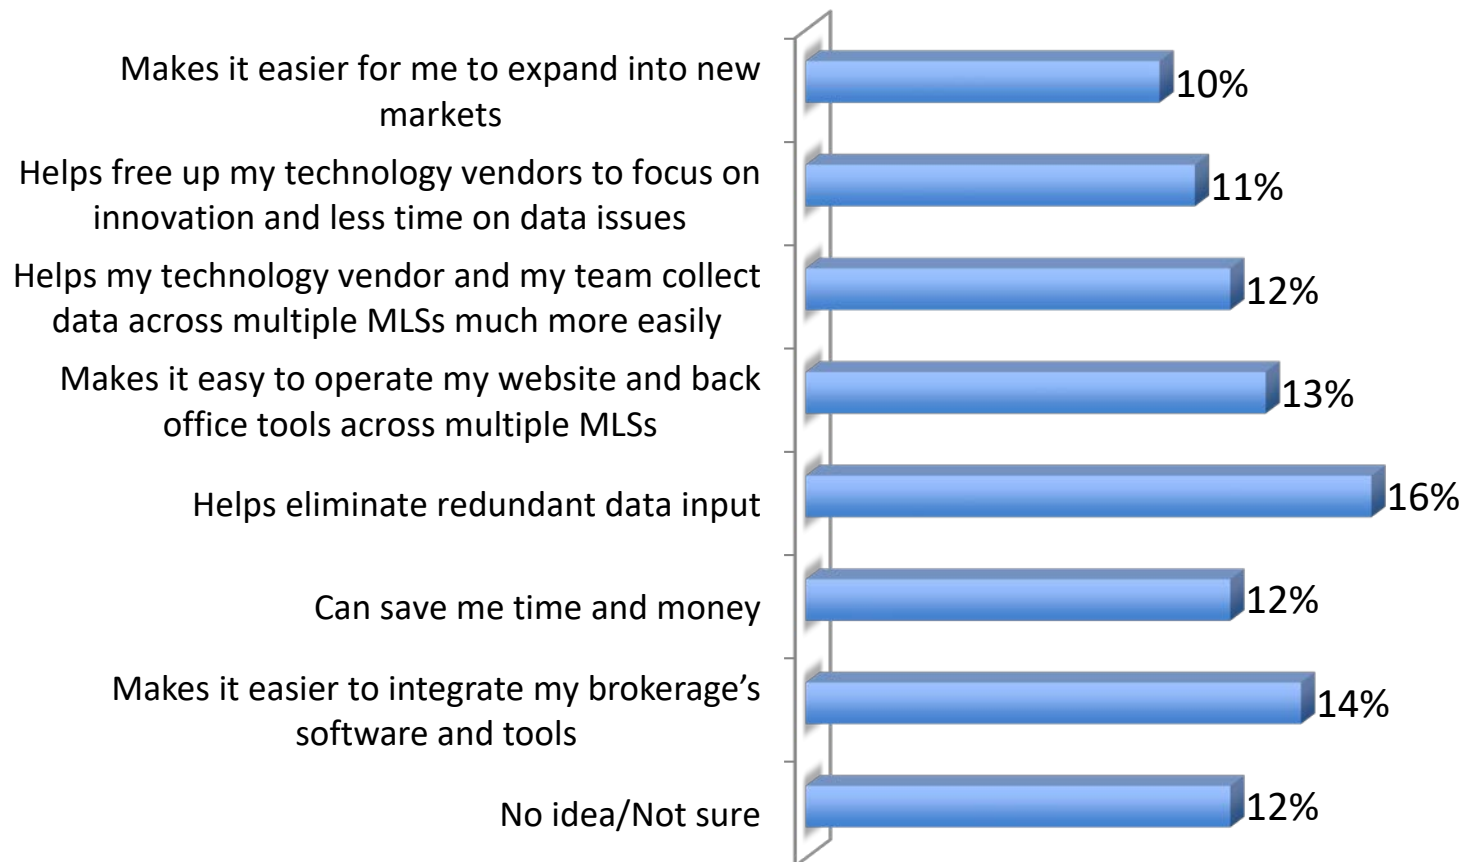 Makes it easier for me to expand into new
markets
10%
Helps free up my technology vendors to focus on
innovation and less time on data issues
11%
Helps my technology vendor and my team collect
data across multiple MLSs much more easily
12%
Makes it easy to operate my website and back
office tools across multiple MLSs
13%
Helps eliminate redundant data input
16%
Can save me time and money
12%
Makes it easier to integrate my brokerage’s
software and tools
14%
No idea/Not sure
12%